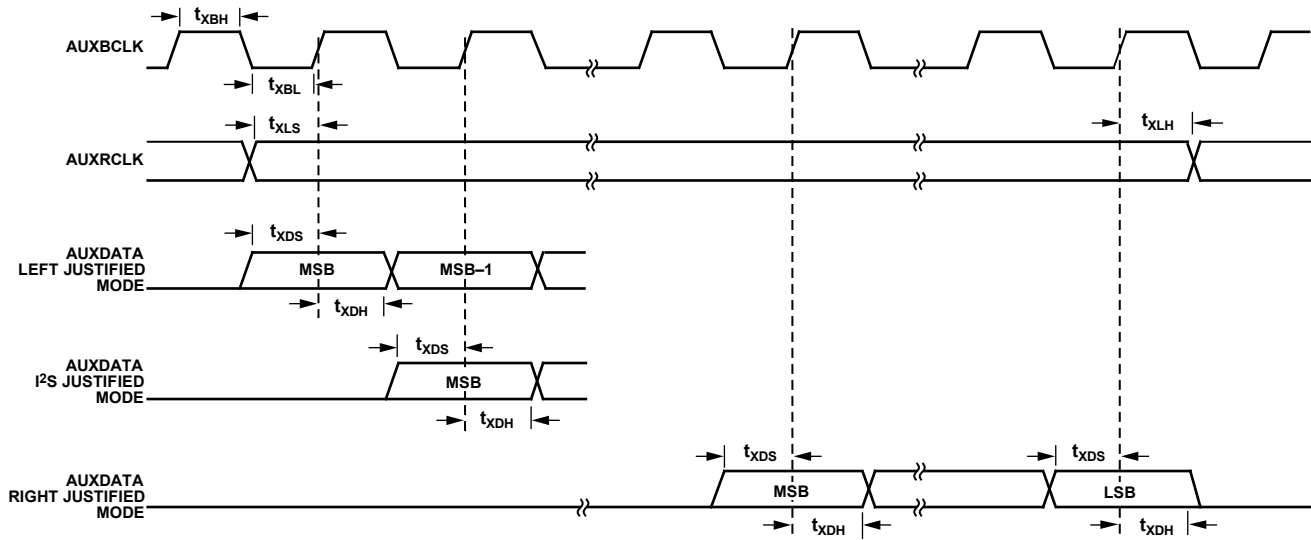 tXBH
AUXBCLK
tXBL
tXLS
tXLH
AUXRCLK
tXDS
AUXDATA
LEFT JUSTIFIED
MODE
MSB
MSB–1
tXDH
tXDS
AUXDATA
I²S JUSTIFIED
MODE
MSB
tXDH
tXDS
tXDS
AUXDATA
RIGHT JUSTIFIED
MODE
MSB
LSB
tXDH
tXDH